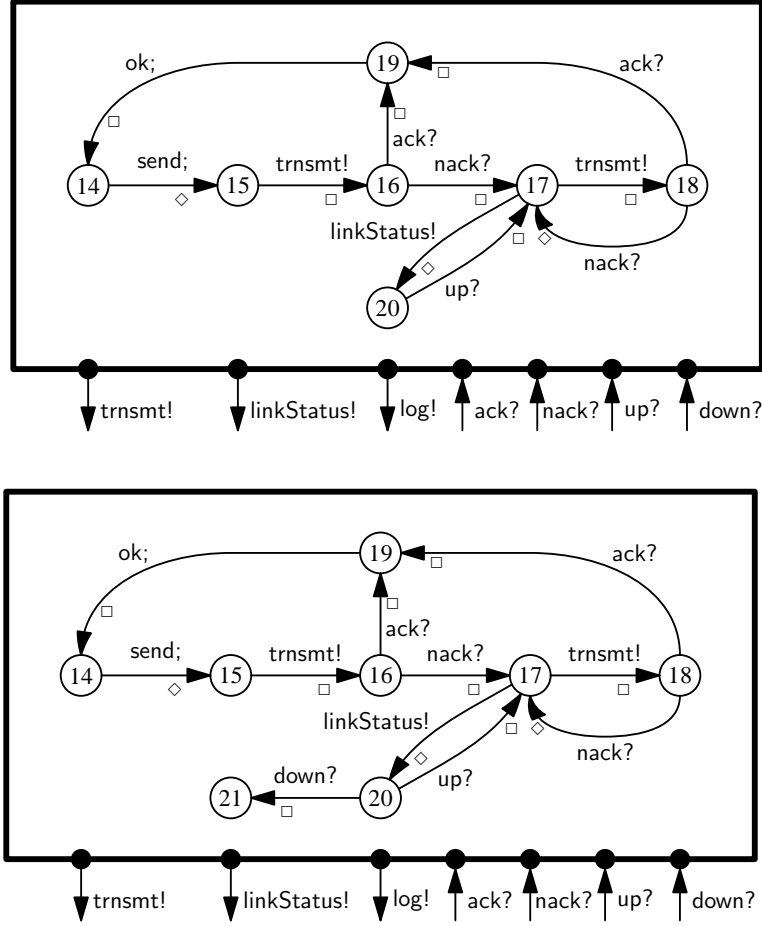 19
ok;
□
ack?
□
□
ack?
send;
trnsmt!
nack?
trnsmt!
14
15
16
17
18
◇
□
□
□
linkStatus!
□
◇
nack?
◇
up?
20
trnsmt!
linkStatus!
log!
ack?
nack?
up?
down?
19
ok;
□
ack?
□
□
ack?
send;
trnsmt!
nack?
trnsmt!
14
15
16
17
18
◇
□
□
□
linkStatus!
□
◇
nack?
◇
down?
up?
21
20
□
trnsmt!
linkStatus!
log!
ack?
nack?
up?
down?